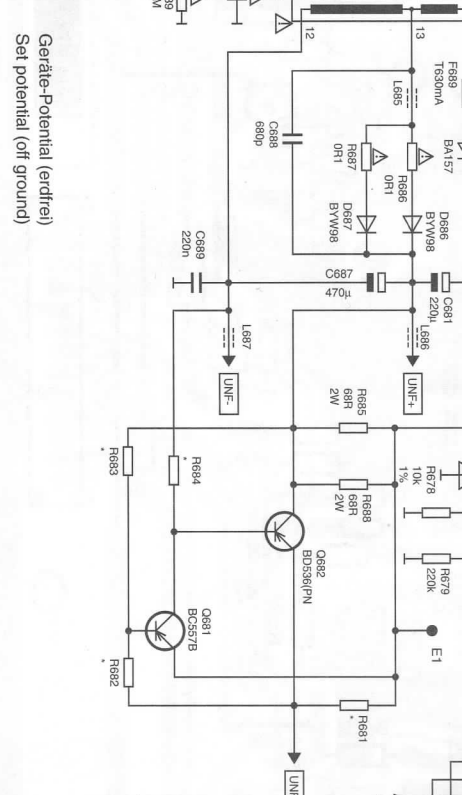 12
13
F689
T630mA
L685
BA157
C688
680p
R687
0R1
R686
0R1
D687
BYW98
D686
BYW98
C689
220n
C687
470µ
C681
220µ
L687
L686
UNF-
UNF+
R685
68R
2W
R688
68R
2W
R678
10k
1%
R679
220k
R683
*
R684
*
Q682
BD536(PN
E1
Q681
BC557B
R682
*
R681
*
Geräte-Potential (erdfrei)
Set potential (off ground)